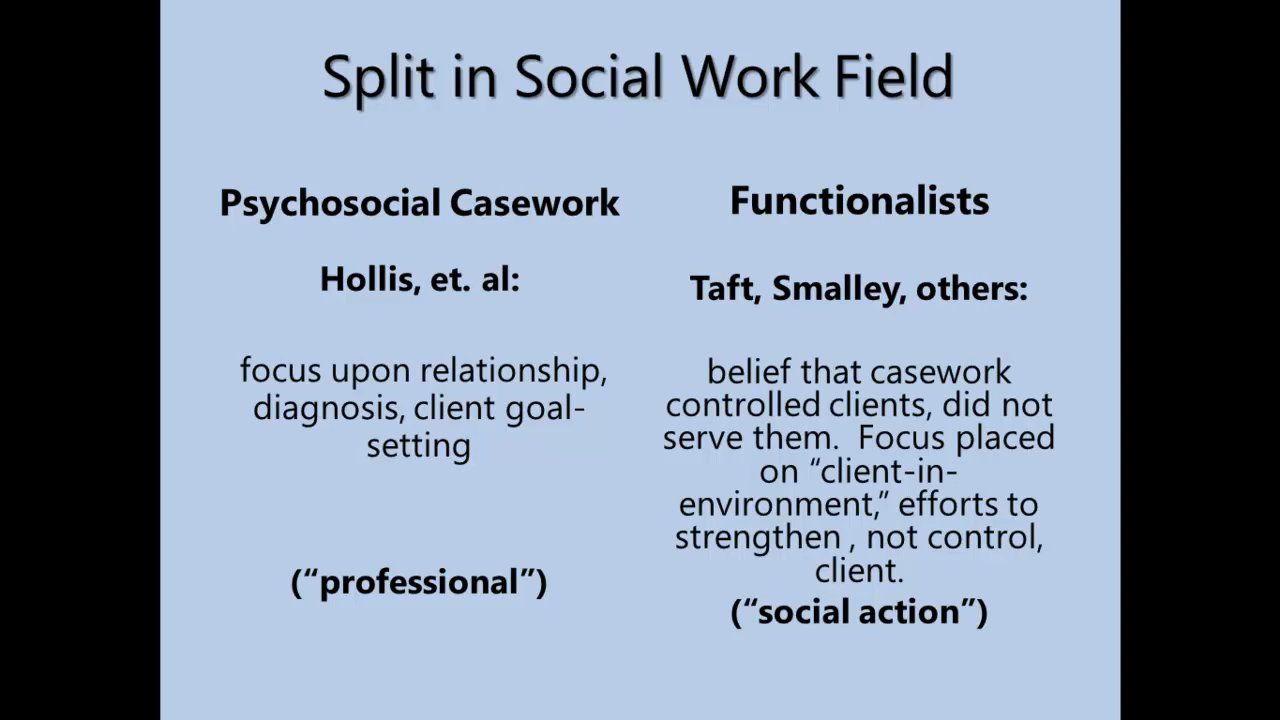 Split in Social Work Field
Psychosocial Casework
Hollis, et. al:
focus upon relationship,
diagnosis, client goal-
setting
(“professional”)
Functionalists
Taft, Smalley, others:
belief that casework
controlled clients, did not
serve them.  Focus placed
on “client-in-
environment,” efforts to
strengthen , not control,
client.
(“social action”)